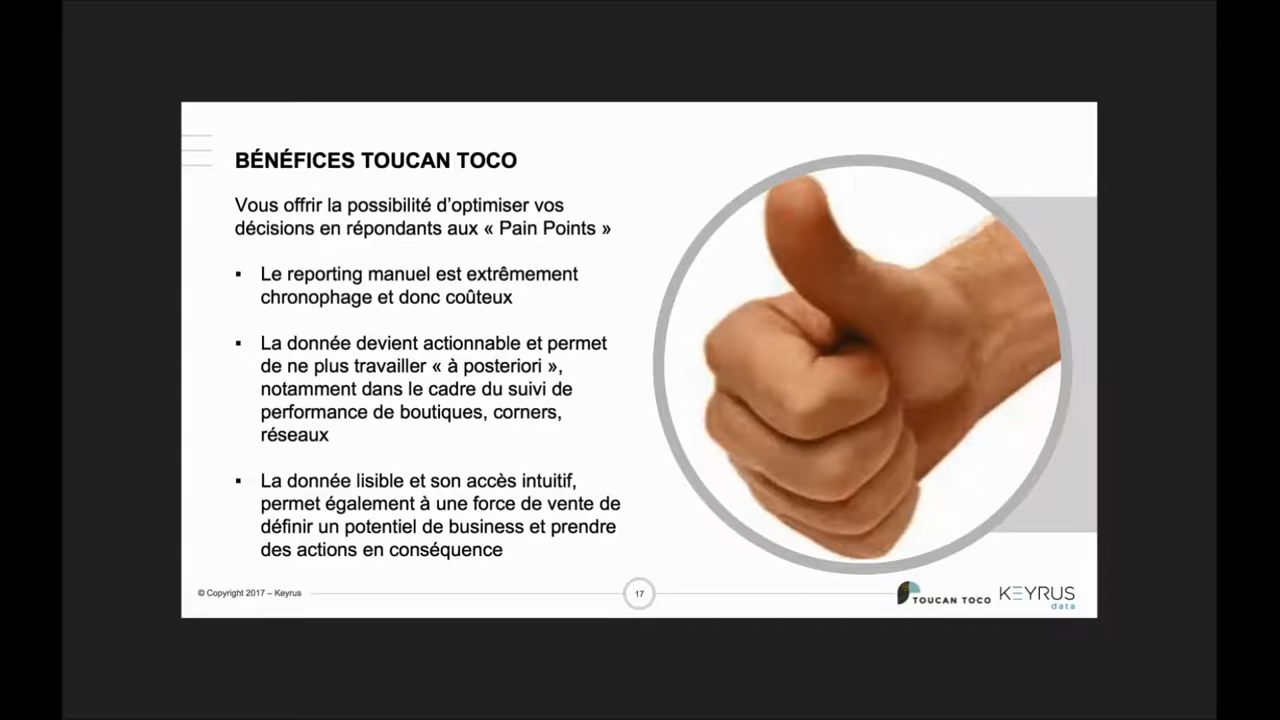 BÉNÉFICES TOUCAN TOCO
Vous offrir la possibilité d'optimiser vos
décisions en répondants aux « Pain Points »
▪ Le reporting manuel est extrêmement
chronophage et donc coûteux
▪ La donnée devient actionnable et permet
de ne plus travailler « à posteriori »,
notamment dans le cadre du suivi de
performance de boutiques, corners,
réseaux
▪ La donnée lisible et son accès intuitif,
permet également à une force de vente de
définir un potentiel de business et prendre
des actions en conséquence
© Copyright 2017 – Keyrus
17
TOUCAN TOCO
KEYRUS
data